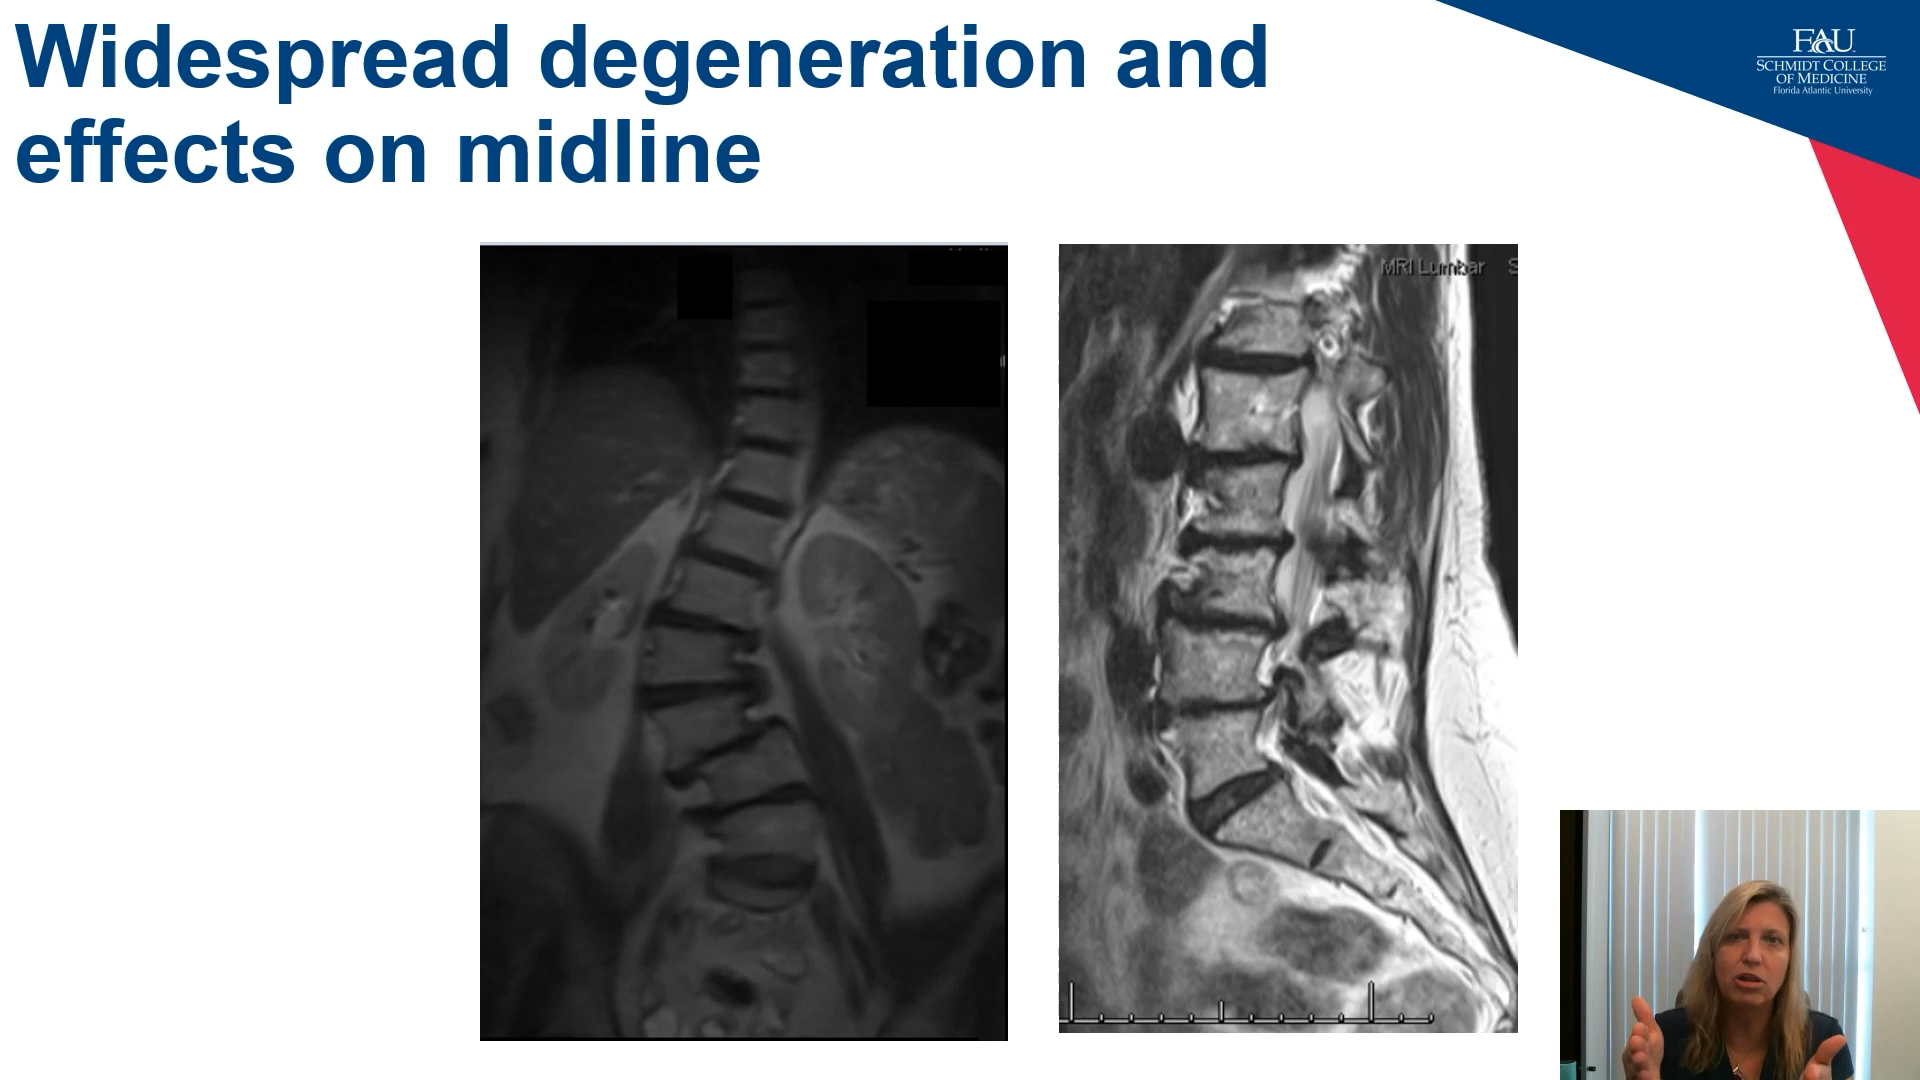 Widespread degeneration and
effects on midline
FAU
SCHMIDT COLLEGE
OF MEDICINE
Florida Atlantic University
MRI Lumbar S